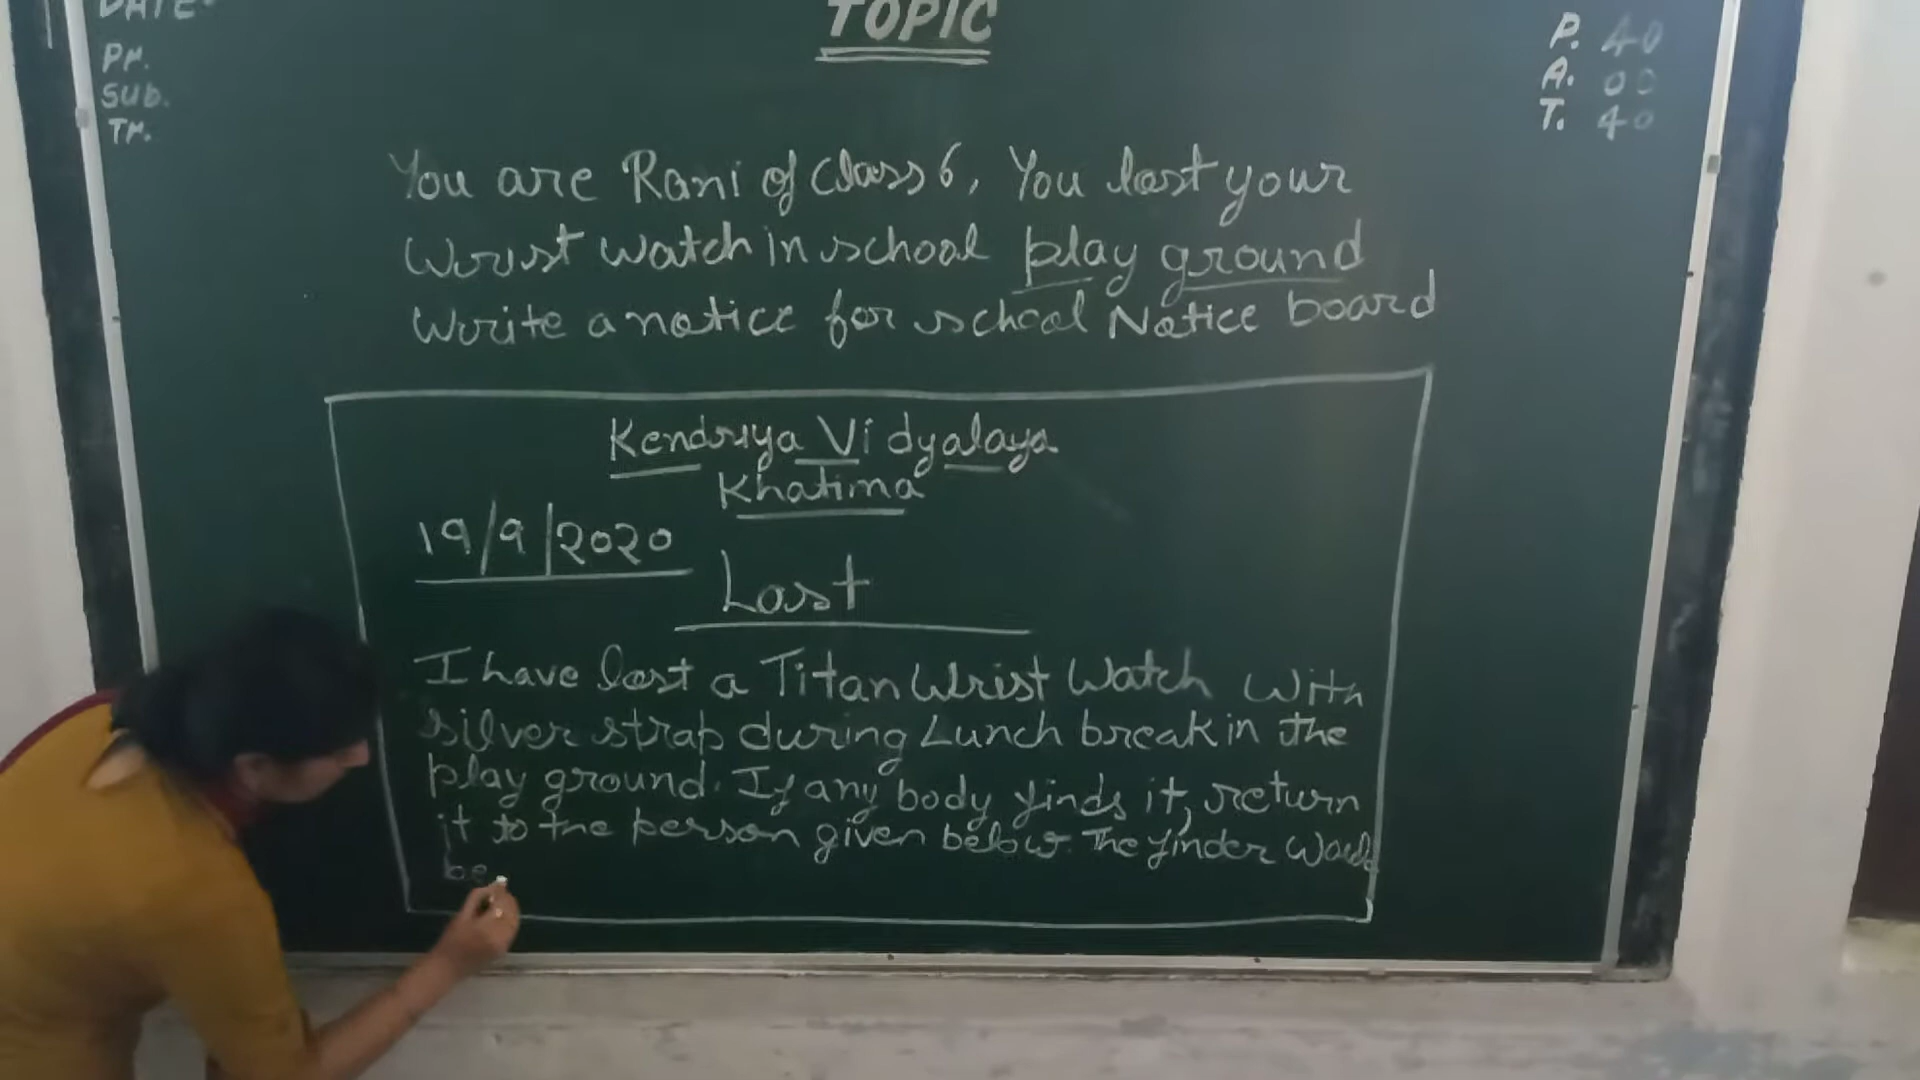 DATE-
TOPIC
PR.
SUB.
TR.
P. 40
A. 00
T. 40
You are Rani of class 6, You lost your
Wrist watch in school play ground
Write a notice for school Notice board
Kendriya Vidyalaya
Khatima
19/9/2020
Lost
I have lost a Titan Wrist Watch With
silver strap during Lunch break in the
play ground. If any body finds it, return
it to the person given below. The finder Would
be